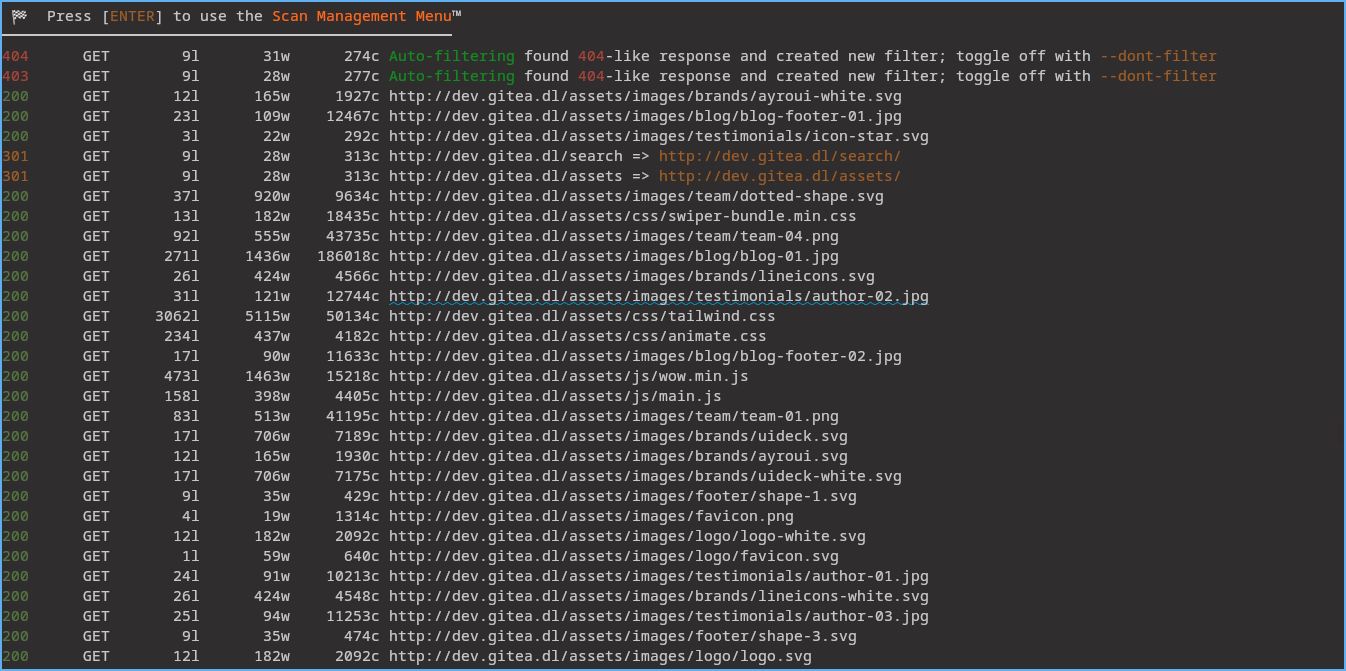 🏁  Press [ENTER] to use the Scan Management Menu™
404      GET        9l       31w      274c Auto-filtering found 404-like response and created new filter; toggle off with --dont-filter
403      GET        9l       28w      277c Auto-filtering found 404-like response and created new filter; toggle off with --dont-filter
200      GET       12l      165w     1927c http://dev.gitea.dl/assets/images/brands/ayroui-white.svg
200      GET       23l      109w    12467c http://dev.gitea.dl/assets/images/blog/blog-footer-01.jpg
200      GET        3l       22w      292c http://dev.gitea.dl/assets/images/testimonials/icon-star.svg
301      GET        9l       28w      313c http://dev.gitea.dl/search => http://dev.gitea.dl/search/
301      GET        9l       28w      313c http://dev.gitea.dl/assets => http://dev.gitea.dl/assets/
200      GET       37l      920w     9634c http://dev.gitea.dl/assets/images/team/dotted-shape.svg
200      GET       13l      182w    18435c http://dev.gitea.dl/assets/css/swiper-bundle.min.css
200      GET       92l      555w    43735c http://dev.gitea.dl/assets/images/team/team-04.png
200      GET      271l     1436w   186018c http://dev.gitea.dl/assets/images/blog/blog-01.jpg
200      GET       26l      424w     4566c http://dev.gitea.dl/assets/images/brands/lineicons.svg
200      GET       31l      121w    12744c http://dev.gitea.dl/assets/images/testimonials/author-02.jpg
200      GET     3062l     5115w    50134c http://dev.gitea.dl/assets/css/tailwind.css
200      GET      234l      437w     4182c http://dev.gitea.dl/assets/css/animate.css
200      GET       17l       90w    11633c http://dev.gitea.dl/assets/images/blog/blog-footer-02.jpg
200      GET      473l     1463w    15218c http://dev.gitea.dl/assets/js/wow.min.js
200      GET      158l      398w     4405c http://dev.gitea.dl/assets/js/main.js
200      GET       83l      513w    41195c http://dev.gitea.dl/assets/images/team/team-01.png
200      GET       17l      706w     7189c http://dev.gitea.dl/assets/images/brands/uideck.svg
200      GET       12l      165w     1930c http://dev.gitea.dl/assets/images/brands/ayroui.svg
200      GET       17l      706w     7175c http://dev.gitea.dl/assets/images/brands/uideck-white.svg
200      GET        9l       35w      429c http://dev.gitea.dl/assets/images/footer/shape-1.svg
200      GET        4l       19w     1314c http://dev.gitea.dl/assets/images/favicon.png
200      GET       12l      182w     2092c http://dev.gitea.dl/assets/images/logo/logo-white.svg
200      GET        1l       59w      640c http://dev.gitea.dl/assets/images/logo/favicon.svg
200      GET       24l       91w    10213c http://dev.gitea.dl/assets/images/testimonials/author-01.jpg
200      GET       26l      424w     4548c http://dev.gitea.dl/assets/images/brands/lineicons-white.svg
200      GET       25l       94w    11253c http://dev.gitea.dl/assets/images/testimonials/author-03.jpg
200      GET        9l       35w      474c http://dev.gitea.dl/assets/images/footer/shape-3.svg
200      GET       12l      182w     2092c http://dev.gitea.dl/assets/images/logo/logo.svg